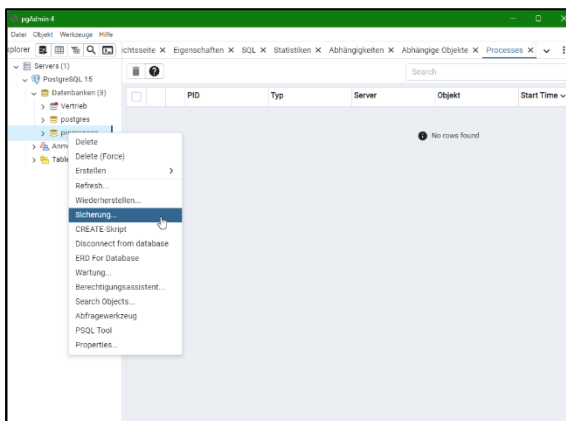 pgAdmin 4
Datei Objekt Werkzeuge Hilfe
xplorer
ichtsseite Eigenschaften SQL Statistiken Abhängigkeiten Abhängige Objekte Processes
Servers (1)
PostgreSQL 15
Datenbanken (3)
Vertrieb
postgres
Anme
Table
Search
PID Typ Server Objekt Start Time
No rows found
Delete
Delete (Force)
Erstellen
Refresh...
Wiederherstellen...
Sicherung...
CREATE-Skript
Disconnect from database
ERD For Database
Wartung...
Berechtigungsassistent...
Search Objects...
Abfragewerkzeug
PSQL Tool
Properties...